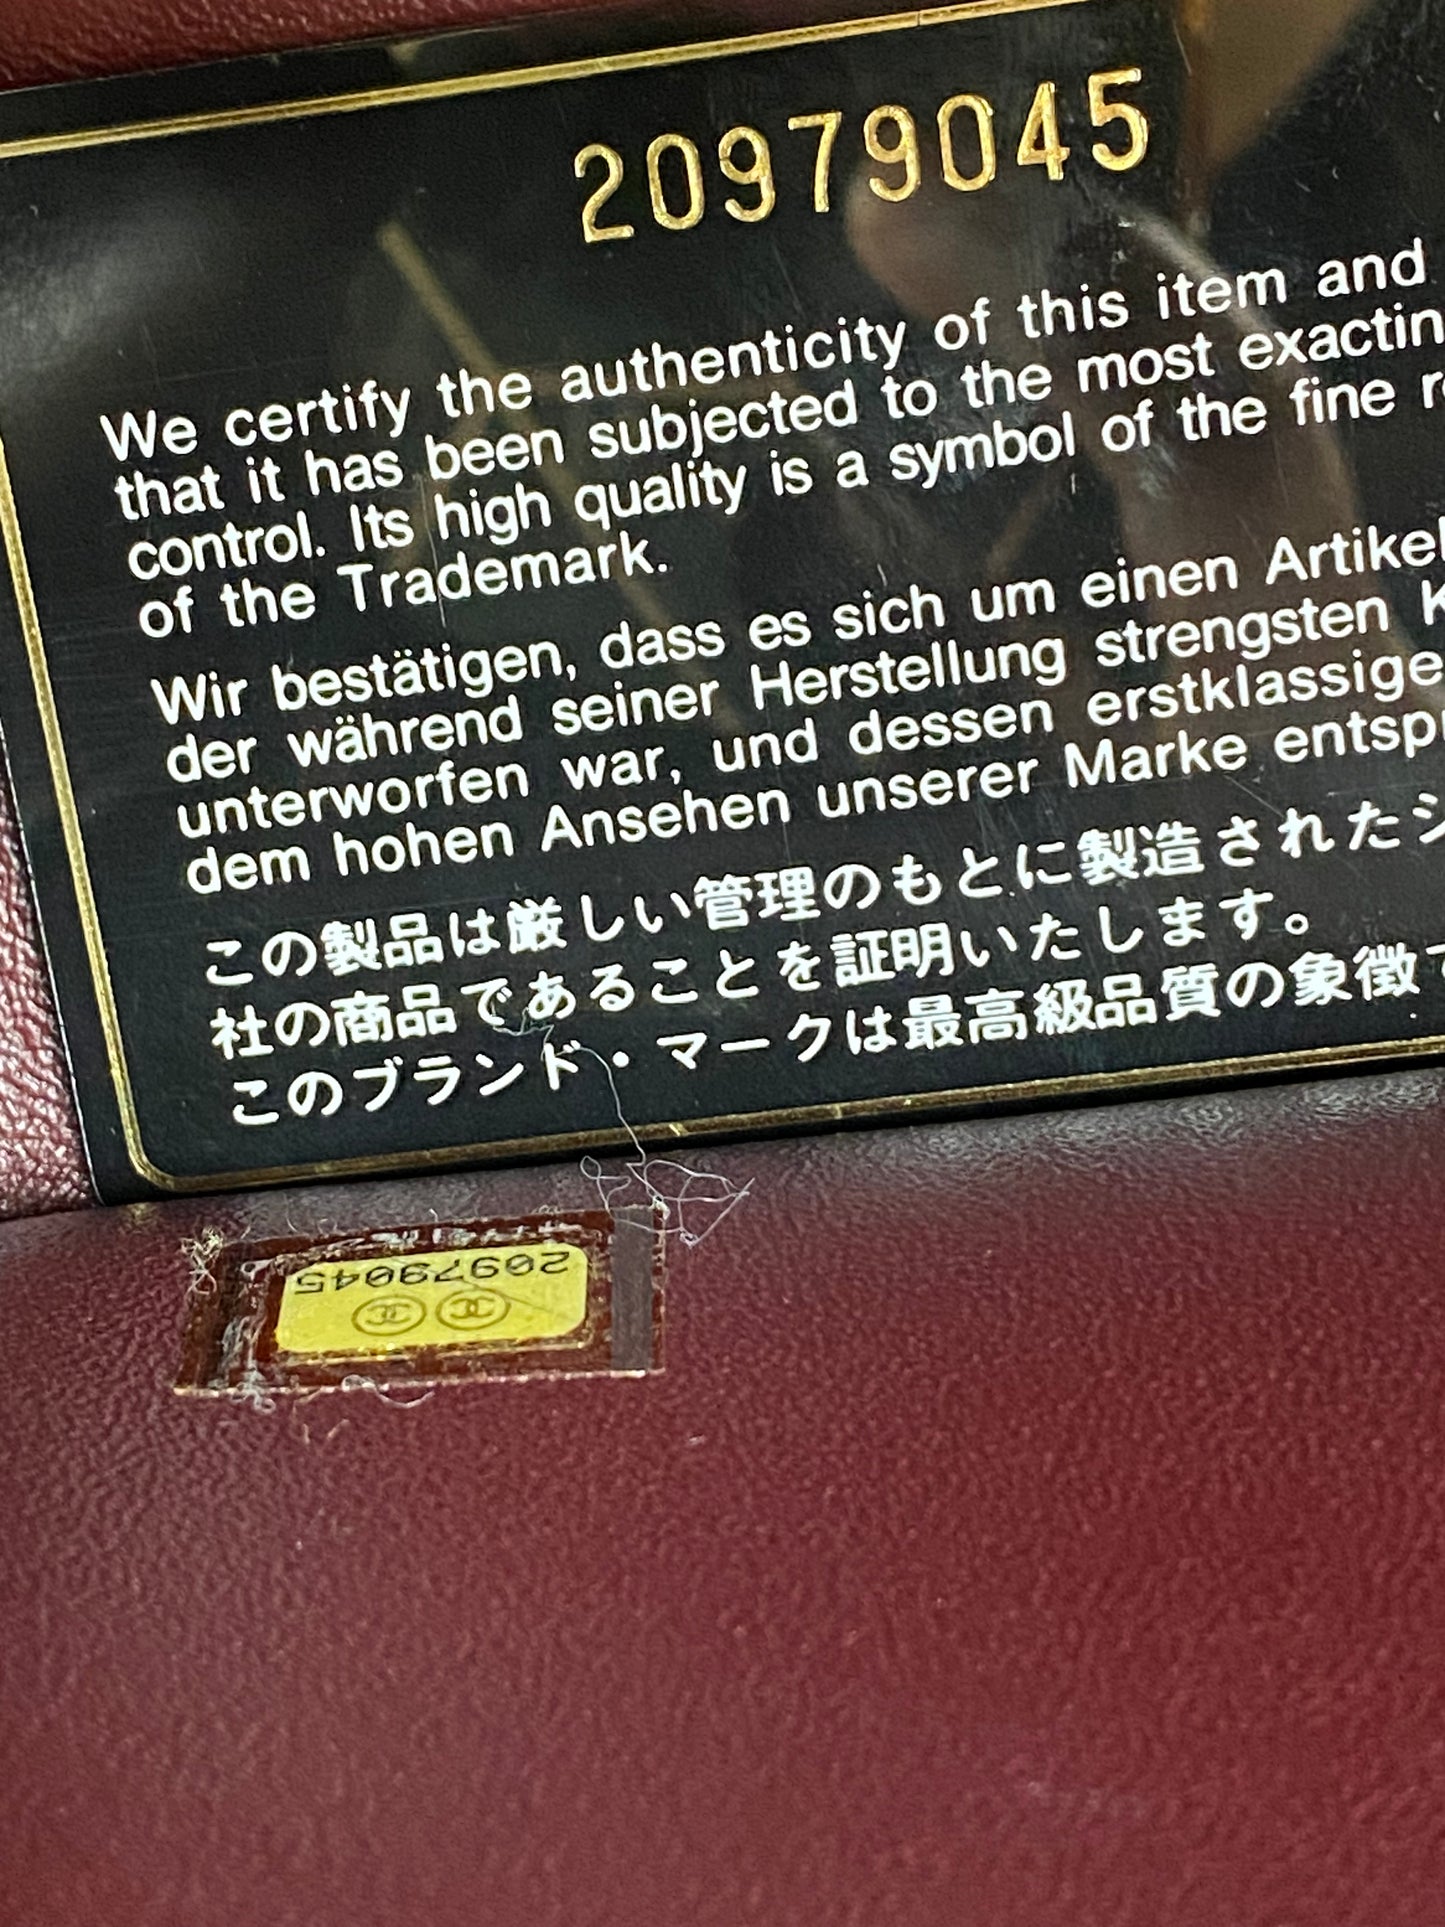 20979045
We certify the authenticity of this item and
that it has been subjected to the most exactin
control. Its high quality is a symbol of the fine r
of the Trademark.
Wir bestätigen, dass es sich um einen Artikel
der während seiner Herstellung strengsten K
unterworfen war, und dessen erstklassige
dem hohen Ansehen unserer Marke entsp
この製品は厳しい管理のもとに製造されたシ
社の商品であることを証明いたします。
このブランド・マークは最高級品質の象徴で
20979045